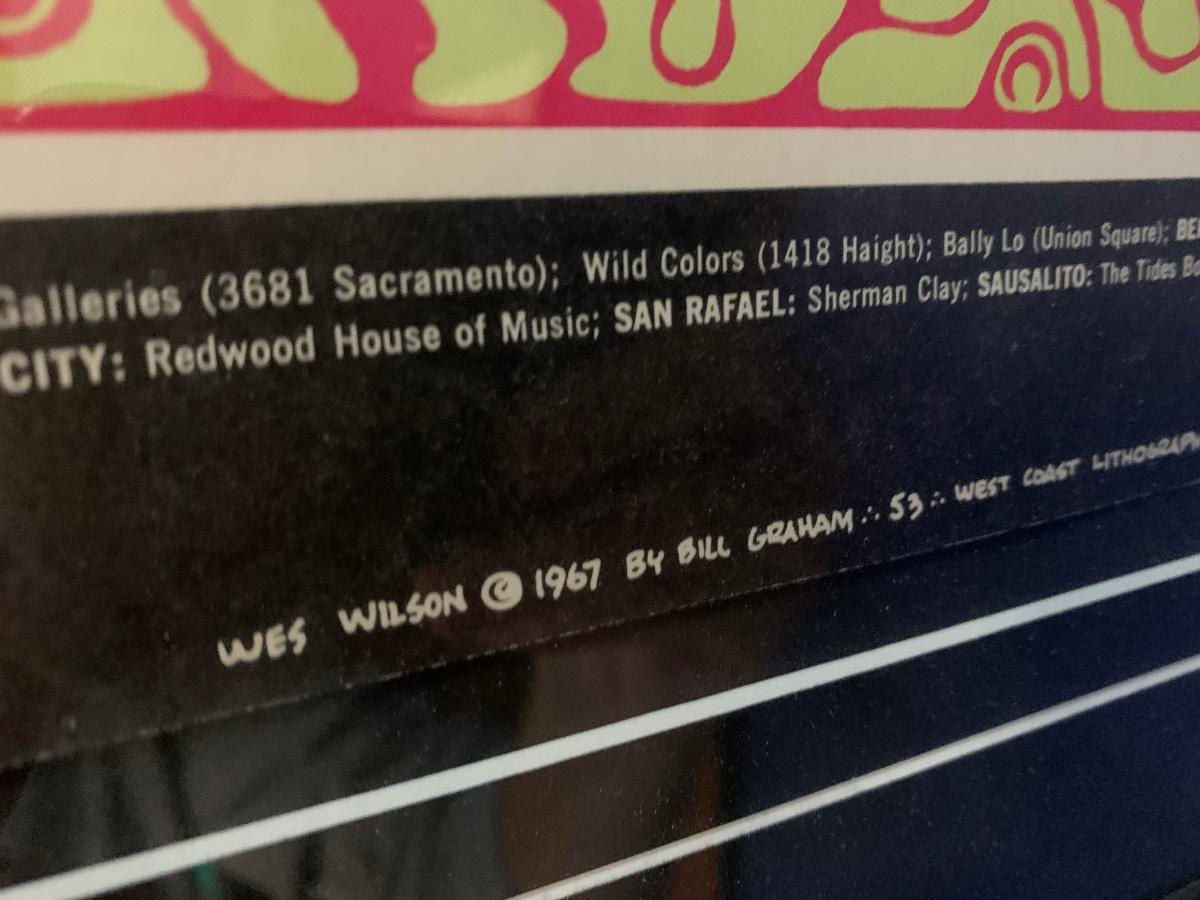 Galleries (3681 Sacramento); Wild Colors (1418 Haight); Bally Lo (Union Square);
CITY: Redwood House of Music; SAN RAFAEL: Sherman Clay; SAUSALITO: The Tides
WES WILSON © 1967 BY BILL GRAHAM ∴ 53 ∴ WEST COAST